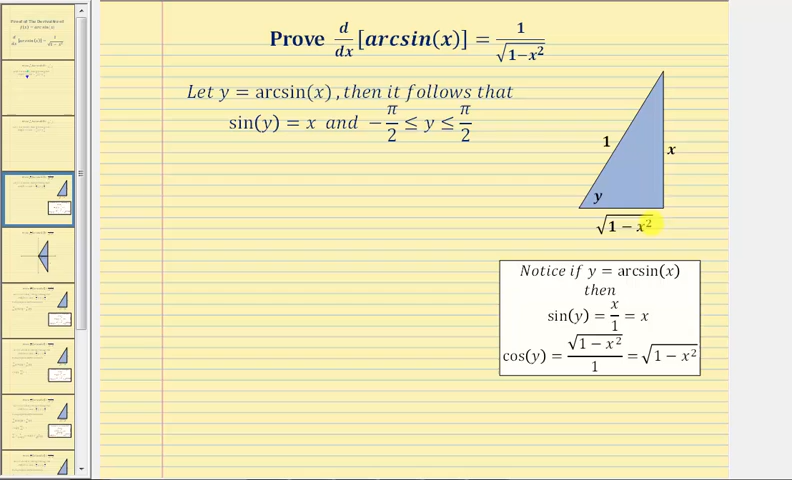 Prove d/dx [arcsin(x)] = 1/√(1−x²)
Let y = arcsin(x), then it follows that
sin(y) = x and −π/2 ≤ y ≤ π/2
1
x
y
√(1 − x²)
Notice if y = arcsin(x)
then
sin(y) = x/1 = x
cos(y) = √(1 − x²)/1 = √(1 − x²)